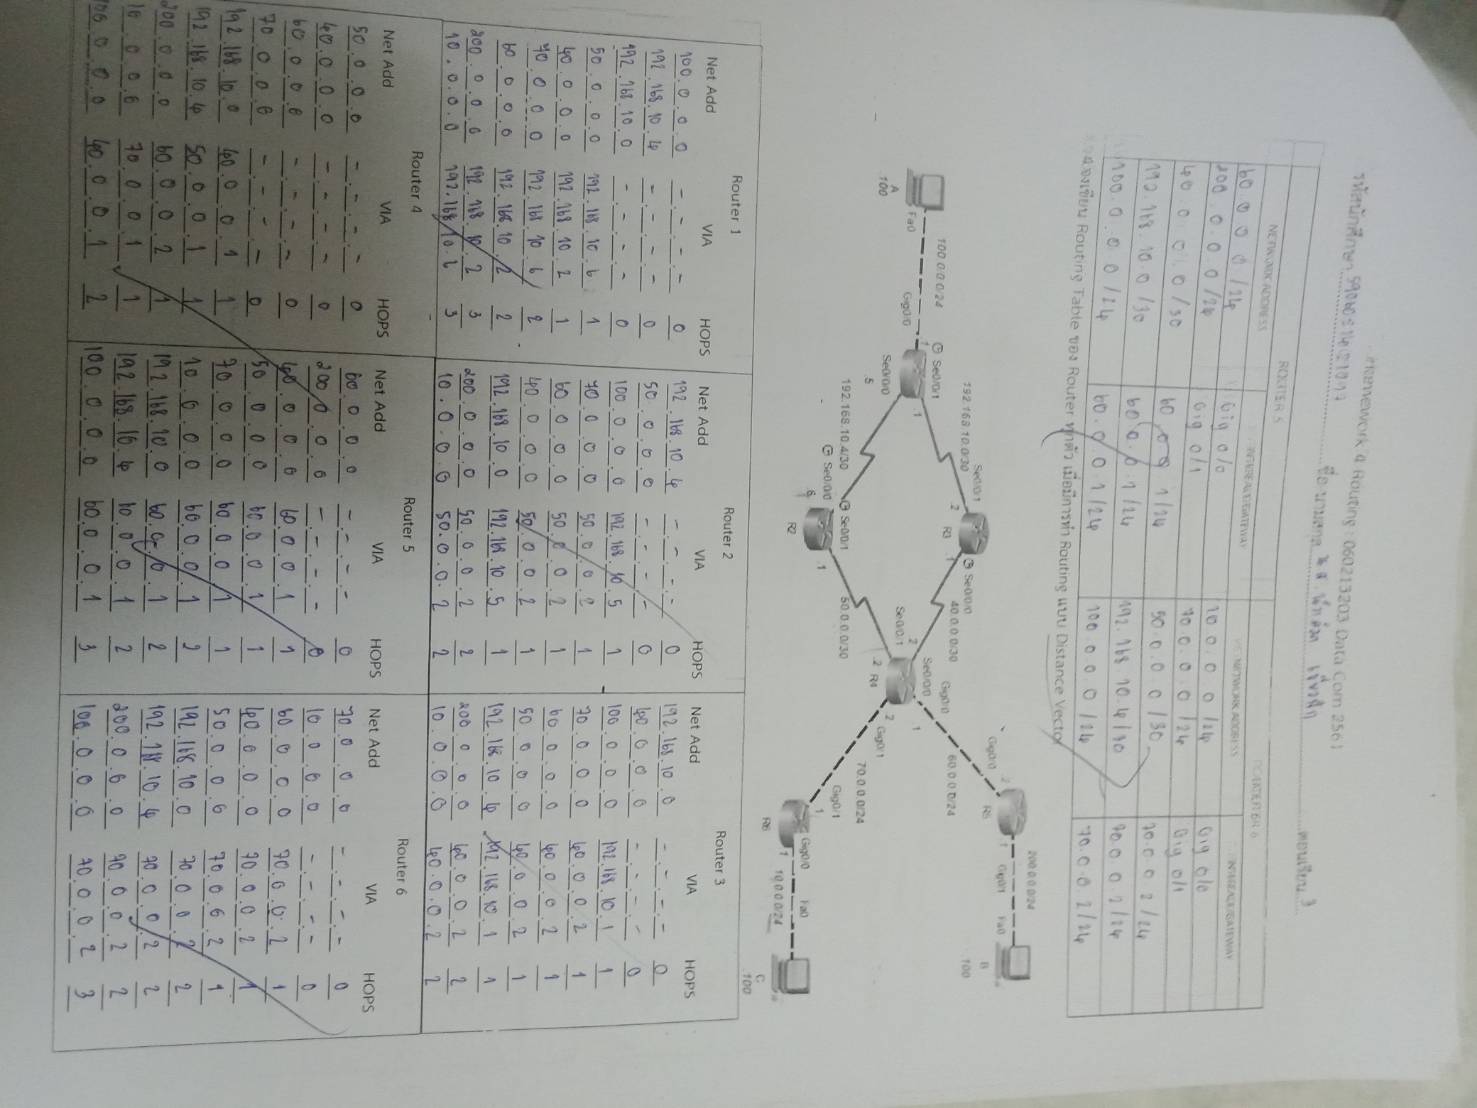 Homework 4 Routing : 060213203 Data Com 2561
รหัสนักศึกษา
ชื่อ นามสกุล น.ส.
ตอนเรียน 3
ROUTER 5
NETWORK ADDRESS INTERFACE/GATEWAY
60.0.0.0/24 Gig 0/0
200.0.0.0/24 Gig 0/1
40.0.0.0/30 60.0.0.1/24
192.168.10.0/30 60.0.0.1/24
100.0.0.0/24 60.0.0.1/24
ROUTER 6
NETWORK ADDRESS INTERFACE/GATEWAY
10.0.0.0/24 Gig 0/0
70.0.0.0/24 Gig 0/1
50.0.0.0/30 70.0.0.2/24
192.168.10.4/30 70.0.0.2/24
100.0.0.0/24 70.0.0.2/24
4.จงเขียน Routing Table ของ Router ทุกตัว เมื่อมีการทำ Routing แบบ Distance Vector
200.0.0.0/24
.2 R5 .1 Gig0/1 Fa0
Gig0/0
B
.100
Se0/0/1
192.168.10.0/30
.2 R3 .1
Se0/0/0
40.0.0.0/30
60.0.0.0/24
Gig0/0
.1
100.0.0.0/24
Se0/0/1
.1
.1
Fa0
Gig0/0
A
.100
Se0/0/0
.5
Se0/0/0
.2
Se0/0/1
.2 R4
.2
Gig0/1
70.0.0.0/24
192.168.10.4/30
Se0/0/1
Se0/0/0
6
.1
R2
50.0.0.0/30
Gig0/1
.1
Gig0/0
Fa0
.1
10.0.0.0/24
R6
C
.100
Router 1
Net Add VIA HOPS
100.0.0.0 -.-.-.- 0
192.168.10.4 -.-.-.- 0
192.168.10.0 -.-.-.- 0
50.0.0.0 192.168.10.6 1
40.0.0.0 192.168.10.2 1
70.0.0.0 192.168.10.6 2
60.0.0.0 192.168.10.2 2
200.0.0.0 192.168.10.2 3
10.0.0.0 192.168.10.2 3
Router 2
Net Add VIA HOPS
192.168.10.4 -.-.-.- 0
50.0.0.0 -.-.-.- 0
100.0.0.0 192.168.10.5 1
70.0.0.0 50.0.0.2 1
60.0.0.0 50.0.0.2 1
40.0.0.0 50.0.0.2 1
192.168.10.0 192.168.10.5 1
200.0.0.0 50.0.0.2 2
10.0.0.0 50.0.0.2 2
Router 3
Net Add VIA HOPS
192.168.10.0 -.-.-.- 0
40.0.0.0 -.-.-.- 0
100.0.0.0 192.168.10.1 1
70.0.0.0 40.0.0.2 1
60.0.0.0 40.0.0.2 1
50.0.0.0 40.0.0.2 1
192.168.10.4 192.168.10.1 1
200.0.0.0 40.0.0.2 2
10.0.0.0 40.0.0.2 2
Router 4
Net Add VIA HOPS
50.0.0.0 -.-.-.- 0
40.0.0.0 -.-.-.- 0
60.0.0.0 -.-.-.- 0
70.0.0.0 -.-.-.- 0
192.168.10.0 40.0.0.1 1
192.168.10.4 50.0.0.1 1
200.0.0.0 60.0.0.2 1
10.0.0.0 70.0.0.1 1
100.0.0.0 40.0.0.1 2
Router 5
Net Add VIA HOPS
60.0.0.0 -.-.-.- 0
200.0.0.0 -.-.-.- 0
40.0.0.0 60.0.0.1 1
50.0.0.0 60.0.0.1 1
70.0.0.0 60.0.0.1 1
10.0.0.0 60.0.0.1 2
192.168.10.0 60.0.0.1 2
192.168.10.4 60.0.0.1 2
100.0.0.0 60.0.0.1 3
Router 6
Net Add VIA HOPS
70.0.0.0 -.-.-.- 0
10.0.0.0 -.-.-.- 0
60.0.0.0 70.0.0.2 1
40.0.0.0 70.0.0.2 1
50.0.0.0 70.0.0.2 1
192.168.10.0 70.0.0.2 2
192.168.10.4 70.0.0.2 2
200.0.0.0 70.0.0.2 2
100.0.0.0 70.0.0.2 3